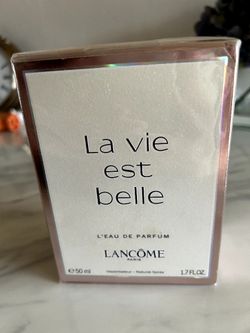 La vie
est
belle
L'EAU DE PARFUM
LANCÔME
PARIS
e 50 ml Vaporisateur - Natural Spray 1.7 FL.OZ.